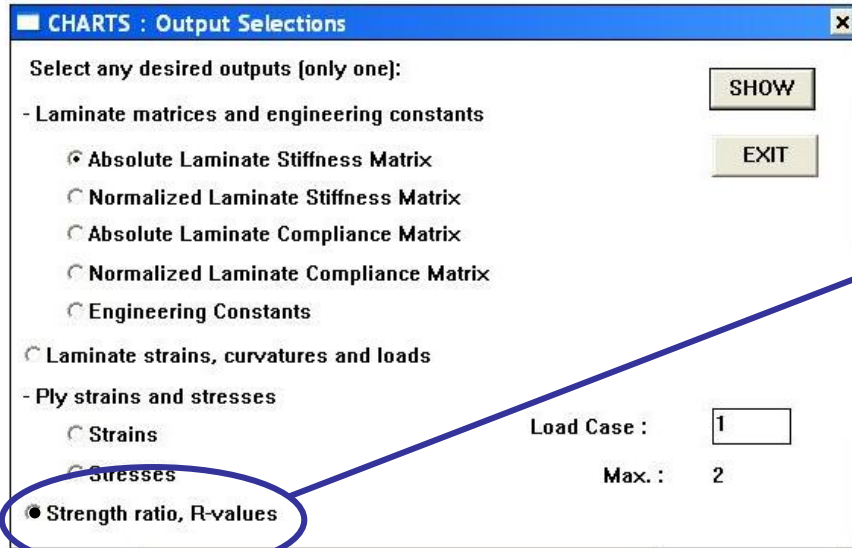 CHARTS : Output Selections
Select any desired outputs (only one):
SHOW
- Laminate matrices and engineering constants
EXIT
Absolute Laminate Stiffness Matrix
Normalized Laminate Stiffness Matrix
Absolute Laminate Compliance Matrix
Normalized Laminate Compliance Matrix
Engineering Constants
Laminate strains, curvatures and loads
- Ply strains and stresses
Strains
Load Case : 1
Stresses
Max. : 2
Strength ratio, R-values